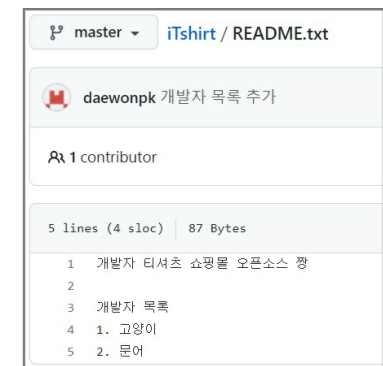 master
iTshirt / README.txt
daewonpk 개발자 목록 추가
1 contributor
5 lines (4 sloc) 87 Bytes
1 개발자 티셔츠 쇼핑몰 오픈소스 짱
2
3 개발자 목록
4 1. 고양이
5 2. 문어